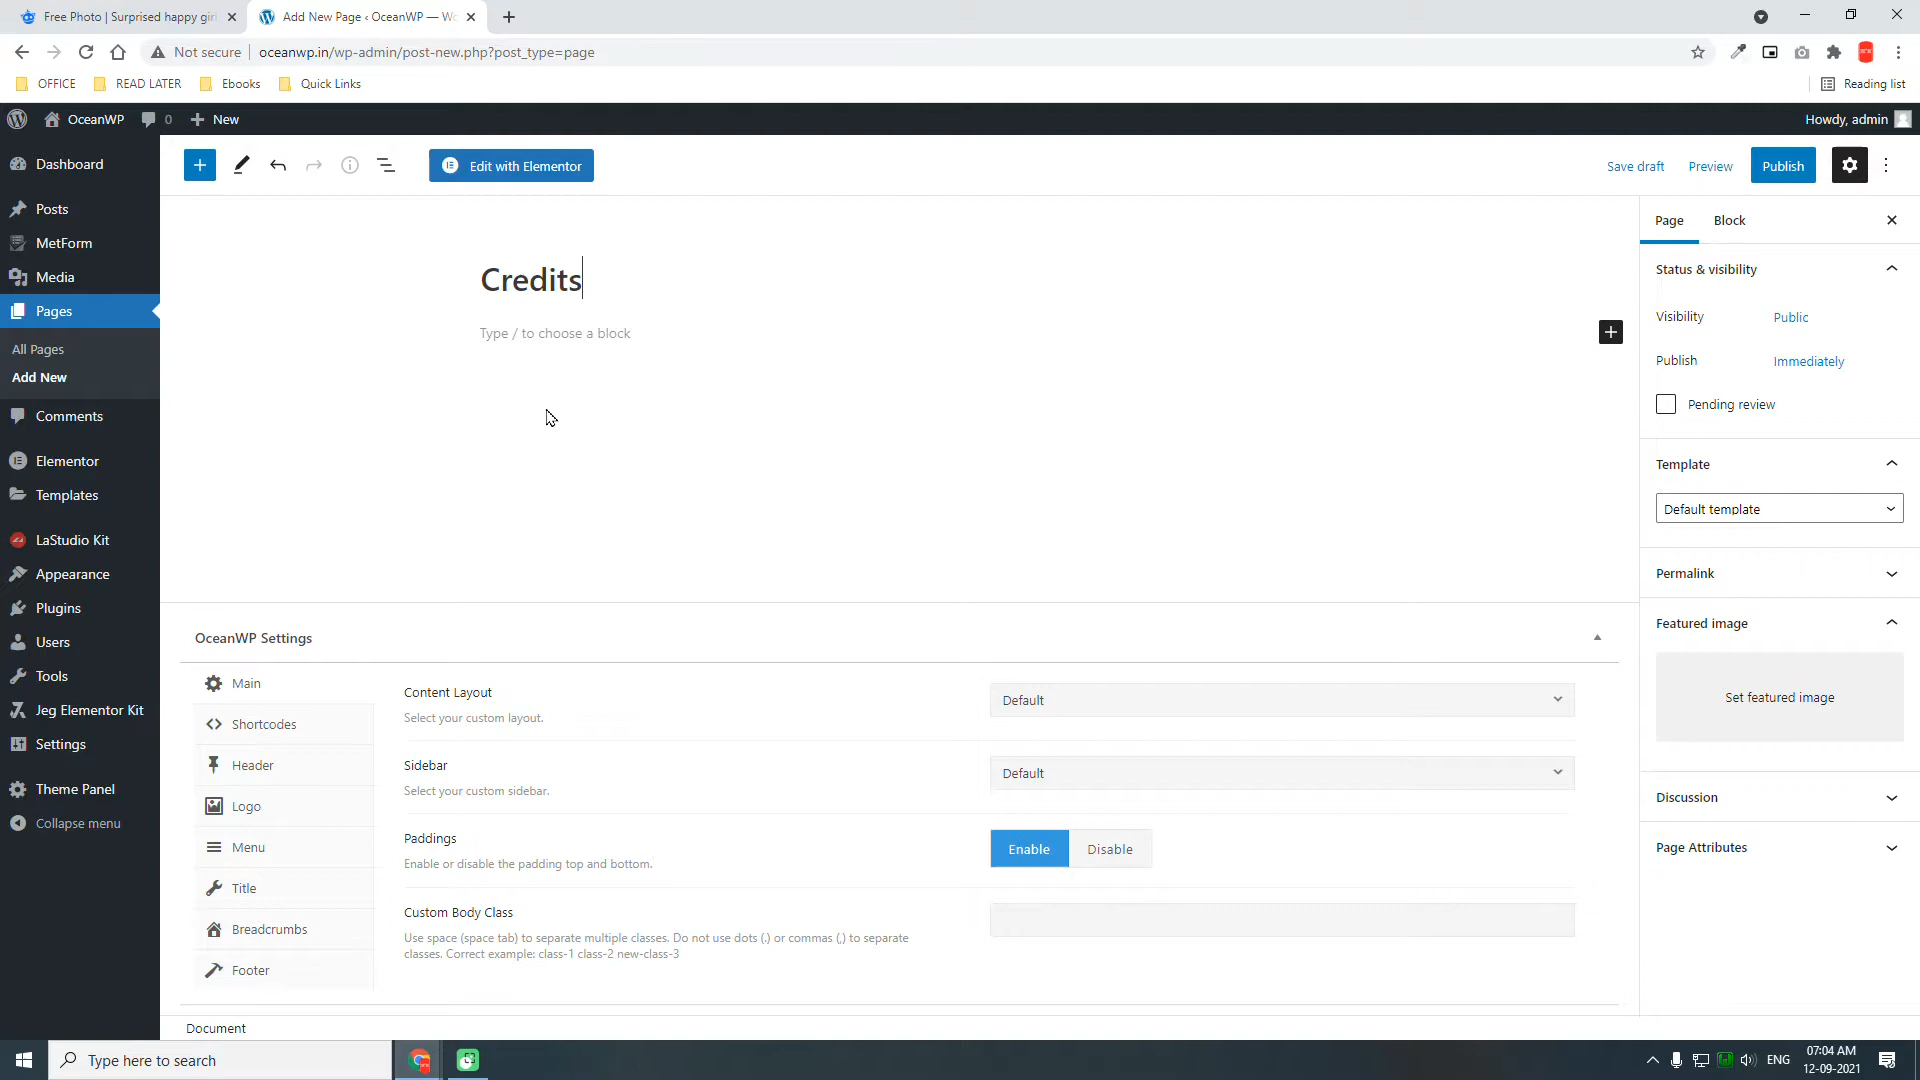 Free Photo | Surprised happy girl
Add New Page ‹ OceanWP — Wo
Not secure
oceanwp.in/wp-admin/post-new.php?post_type=page
OFFICE
READ LATER
Ebooks
Quick Links
Reading list
OceanWP
0
New
Howdy, admin
Dashboard
Posts
MetForm
Media
Pages
All Pages
Add New
Comments
Elementor
Templates
LaStudio Kit
Appearance
Plugins
Users
Tools
Jeg Elementor Kit
Settings
Theme Panel
Collapse menu
Edit with Elementor
Save draft
Preview
Publish
Credits
Type / to choose a block
OceanWP Settings
Main
Shortcodes
Header
Logo
Menu
Title
Breadcrumbs
Footer
Content Layout
Select your custom layout.
Default
Sidebar
Select your custom sidebar.
Default
Paddings
Enable or disable the padding top and bottom.
Enable
Disable
Custom Body Class
Use space (space tab) to separate multiple classes. Do not use dots (.) or commas (,) to separate
classes. Correct example: class-1 class-2 new-class-3
Document
Page
Block
Status & visibility
Visibility
Public
Publish
Immediately
Pending review
Template
Default template
Permalink
Featured image
Set featured image
Discussion
Page Attributes
Type here to search
ENG
07:04 AM
12-09-2021